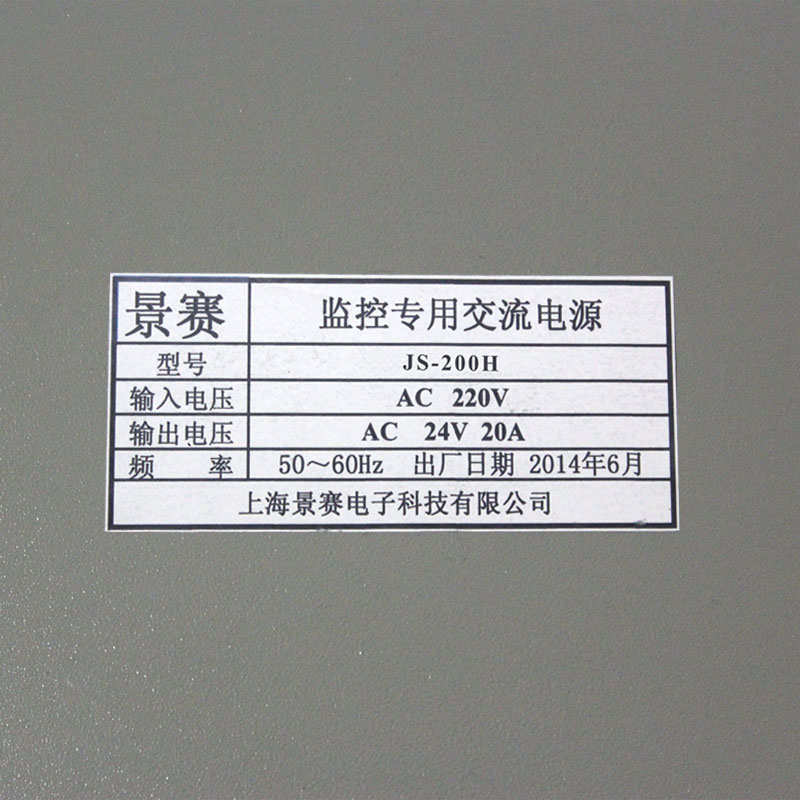 景赛 监控专用交流电源
型号 JS-200H
输入电压 AC 220V
输出电压 AC 24V 20A
频 率 50～60Hz 出厂日期 2014年6月
上海景赛电子科技有限公司